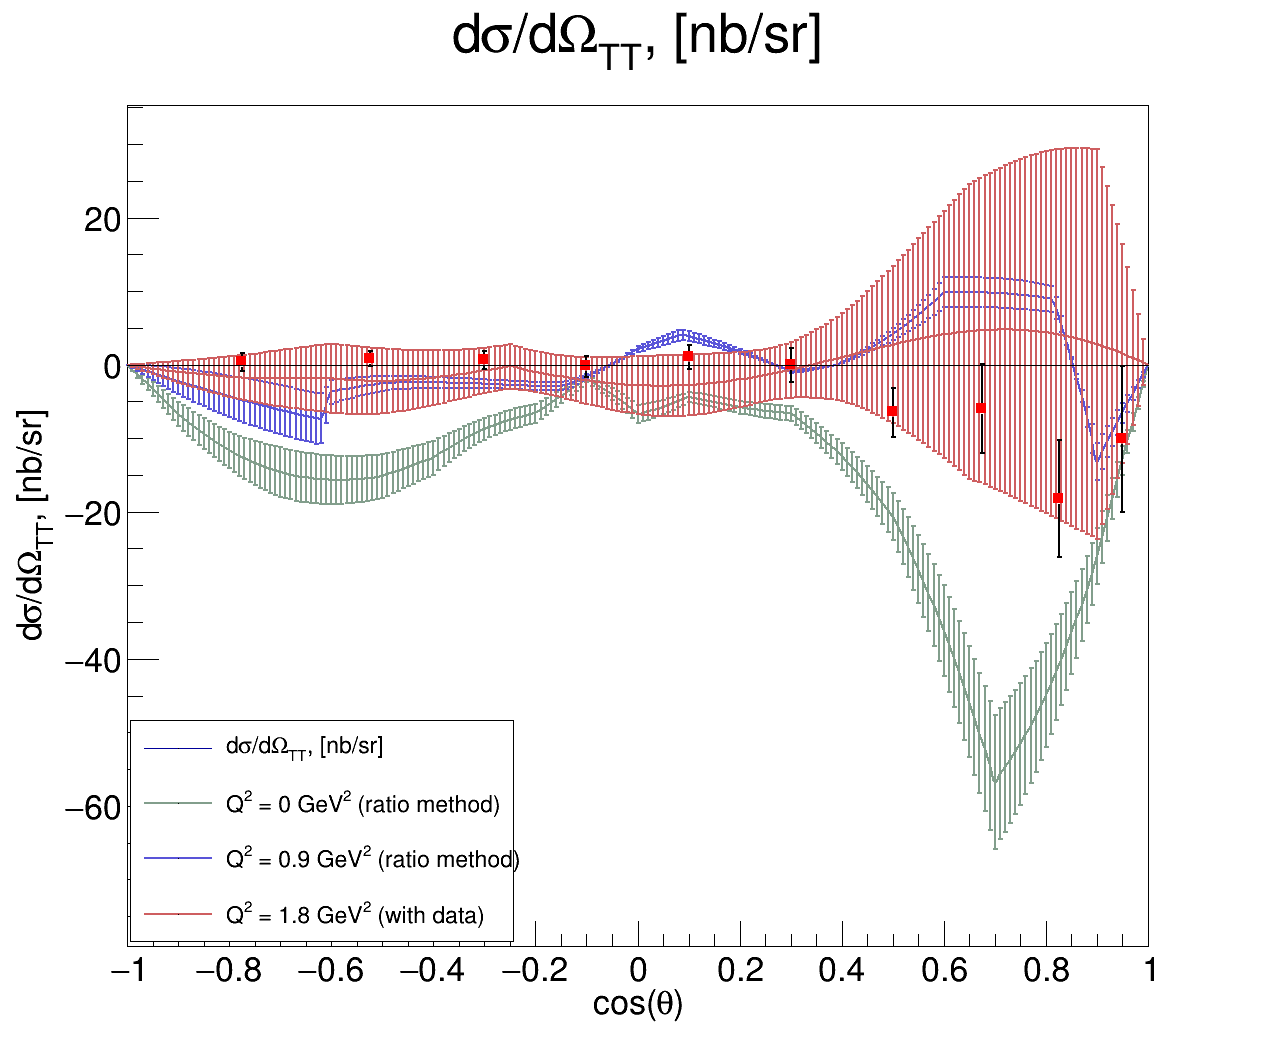 dσ/dΩTT, [nb/sr]
dσ/dΩTT, [nb/sr]
20
0
−20
−40
−60
dσ/dΩTT, [nb/sr]
Q2 = 0 GeV2 (ratio method)
Q2 = 0.9 GeV2 (ratio method)
Q2 = 1.8 GeV2 (with data)
−1 −0.8 −0.6 −0.4 −0.2 0 0.2 0.4 0.6 0.8 1
cos(θ)